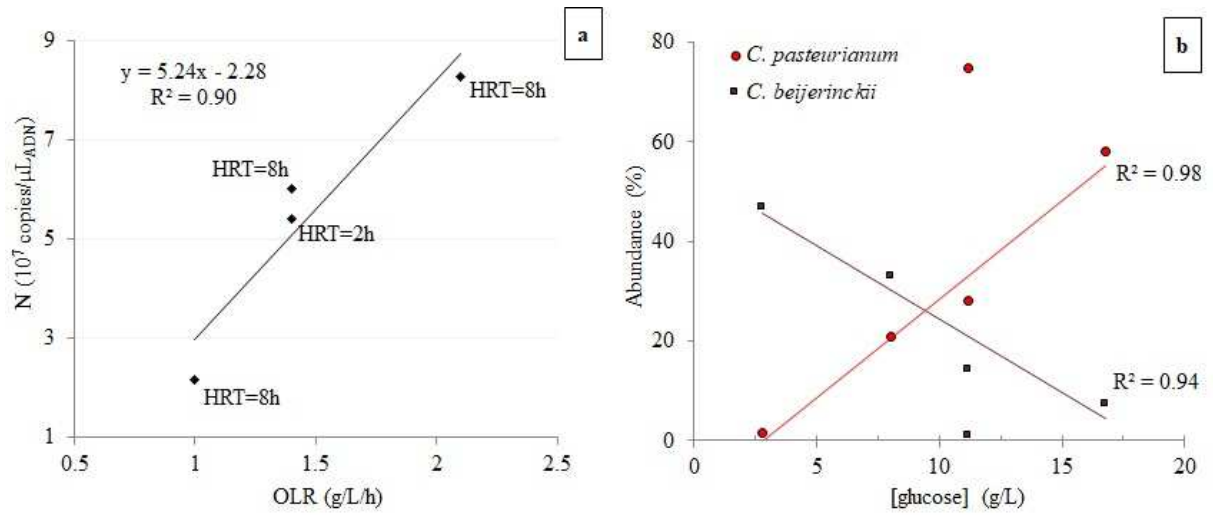 a
9
7
5
3
1
y = 5.24x - 2.28
R² = 0.90
HRT=8h
HRT=8h
HRT=2h
HRT=8h
N (10⁷ copies/μL_ADN)
0.5
1
1.5
2
2.5
OLR (g/L/h)
b
80
60
40
20
0
C. pasteurianum
C. beijerinckii
R² = 0.98
R² = 0.94
Abundance (%)
0
5
10
15
20
[glucose] (g/L)